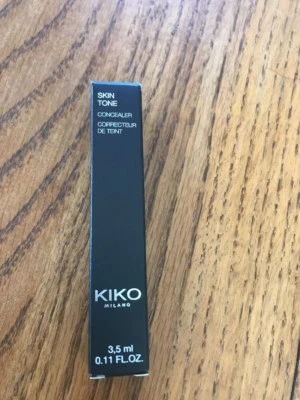 SKIN
TONE
CONCEALER
CORRECTEUR
DE TEINT
KIKO
MILANO
3,5 ml
0.11 FL.OZ.